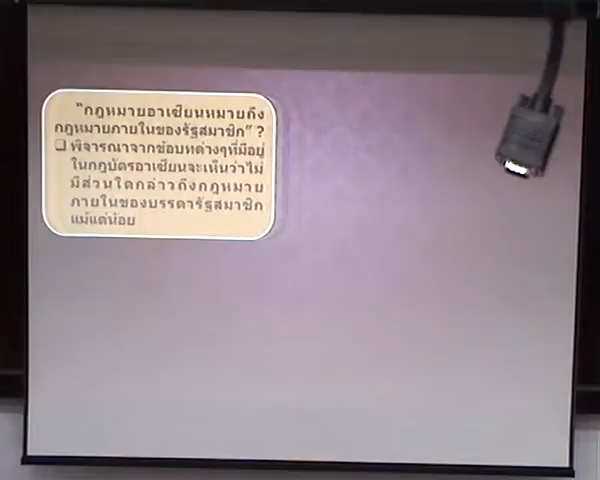 "กฎหมายอาเซียนหมายถึง
กฎหมายภายในของรัฐสมาชิก" ?
❑ พิจารณาจากข้อบทต่างๆที่มีอยู่
ในกฎบัตรอาเซียนจะเห็นว่าไม่
มีส่วนใดกล่าวถึงกฎหมาย
ภายในของบรรดารัฐสมาชิก
แม้แต่น้อย